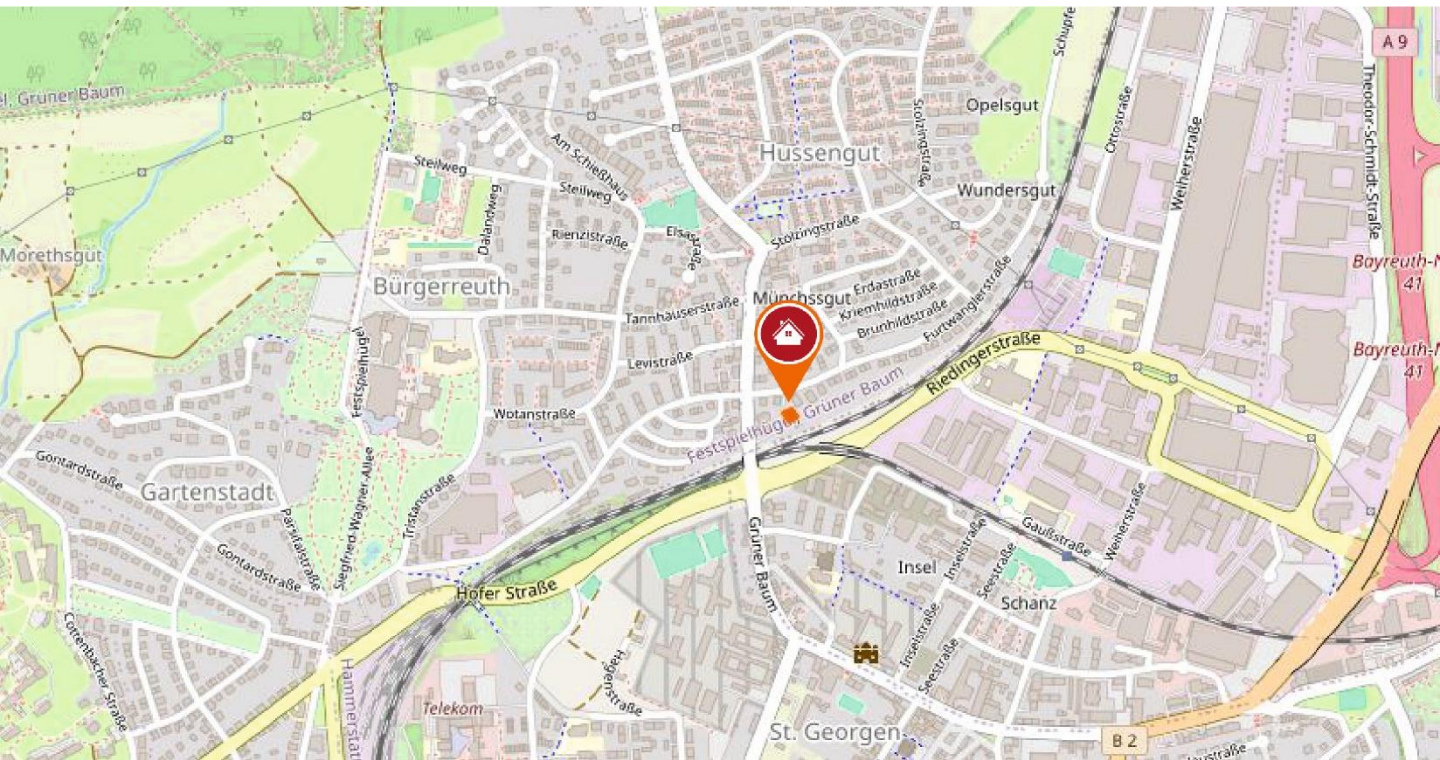 A 9
Schupfe
Theodor-Schmidt-Straße
el, Grüner Baum
Ottostraße
Opelsgut
Stolzingstraße
Weiherstraße
Am Schießhaus
Hussengut
Steilweg
Steilweg
Wundersgut
Dalandweg
Stolzingstraße
Rienzistraße
Elsastraße
Morethsgut
Bayreuth-N
41
Bürgerreuth
Erdastraße
Münchsgut
Kriemhildstraße
Tannhäuserstraße
Brunhildstraße
Furtwänglerstraße
Riedingerstraße
Bayreuth-N
41
Levistraße
Festspielhügel
Wotanstraße
Festspielhügel, Grüner Baum
Gontardstraße
Gartenstadt
Siegfried-Wagner-Allee
Tristanstraße
Parsifalstraße
Weiherstraße
Gaußstraße
Grüner Baum
Inselstraße
Gontardstraße
Insel
Seestraße
Hofer Straße
Schanz
Cottenbacher Straße
Inselstraße
Seestraße
Hagenstraße
Hammerstat
Telekom
St. Georgen
B 2